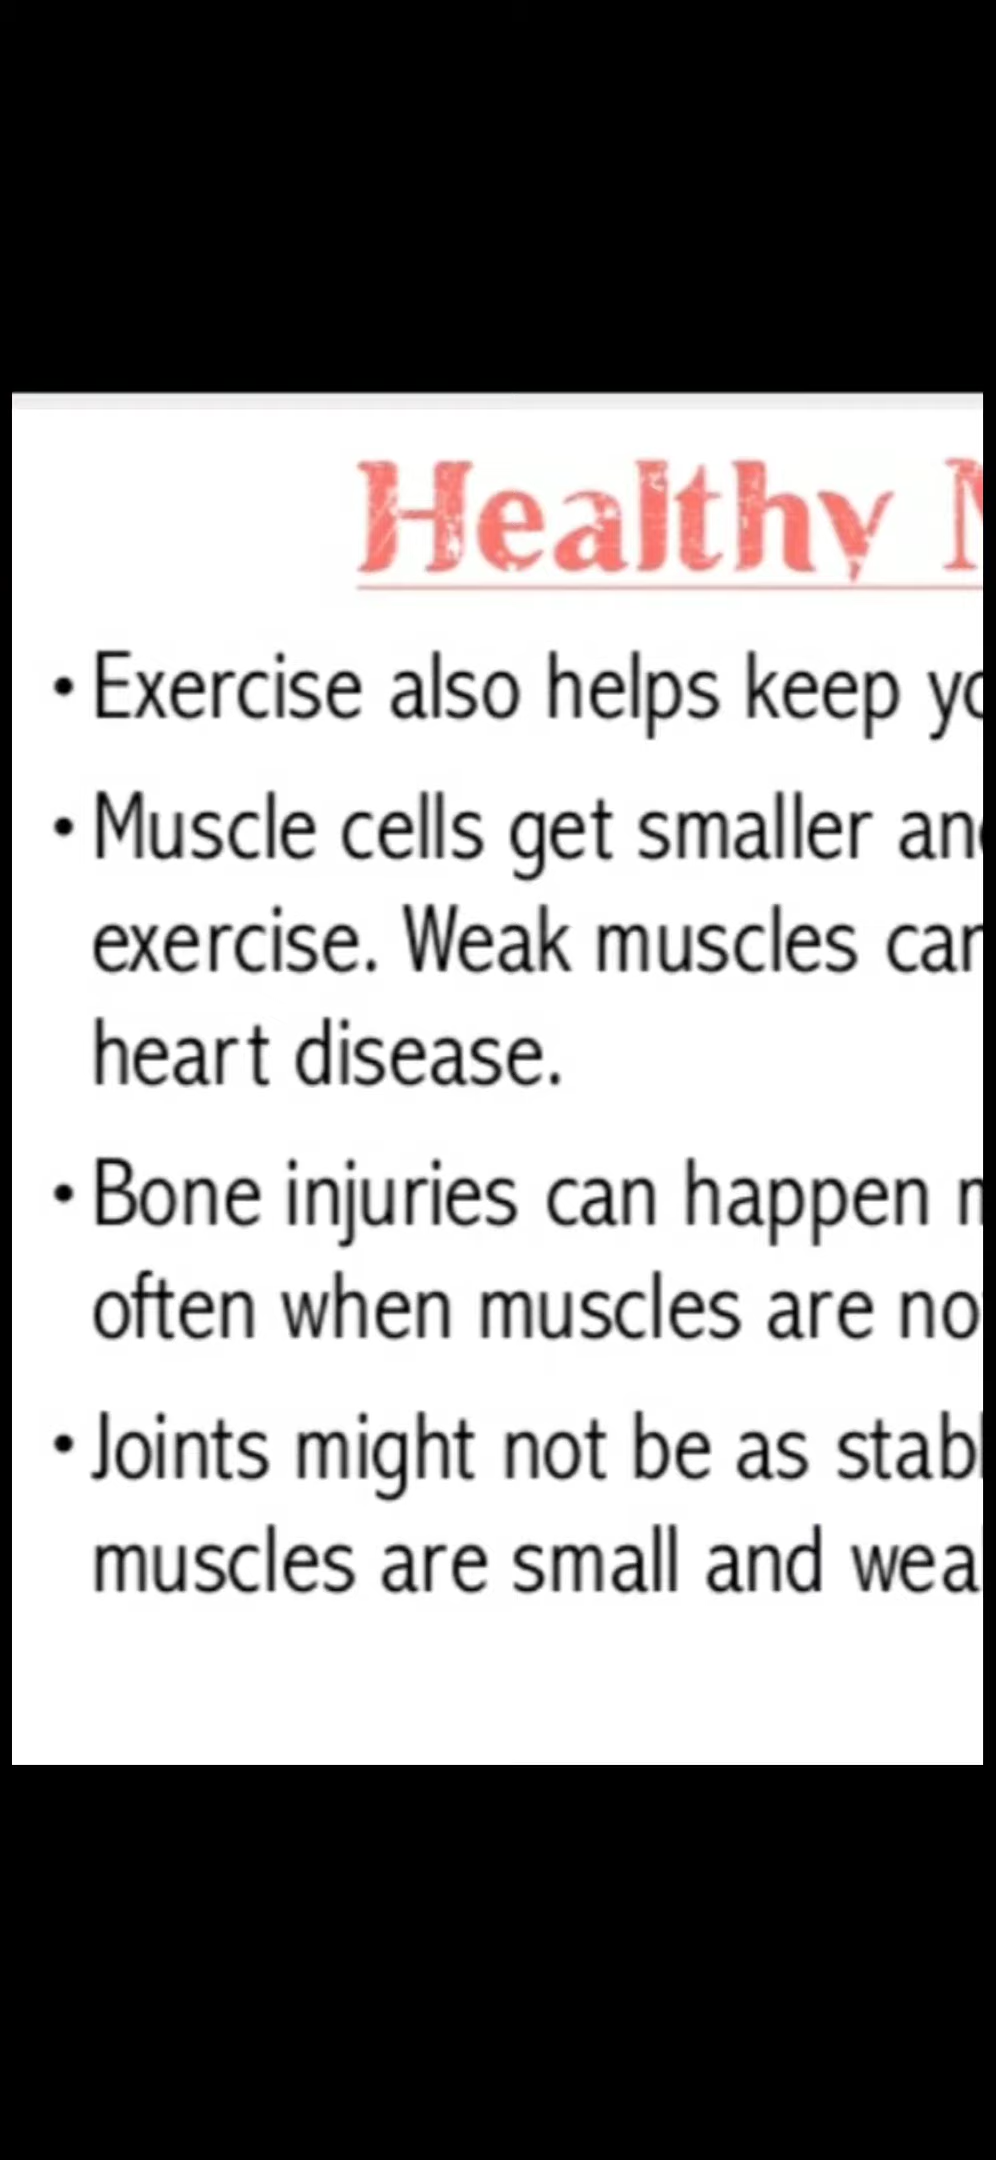 Healthy
• Exercise also helps keep
• Muscle cells get smaller
exercise. Weak muscles
heart disease.
• Bone injuries can happen
often when muscles are
• Joints might not be as
muscles are small and